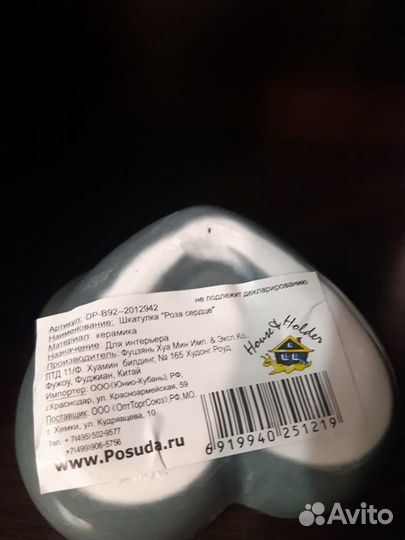 Артикул: DP-B92--2012942
не подлежит декларированию
Наименование: Шкатулка "Роза сердце"
Материал: керамика
Назначение: Для интерьера
Производитель: Фуцзянь Хуа Мин Имп. & Эксп.Ко.
ЛТД 11/Ф. Хуамин билдинг, № 165 Худонг Роуд,
Фужоу, Фуджиан, Китай
Импортер: ООО (Юнио-Кубань),РФ,
г.Краснодар, ул. Красноармейская, 59
Поставщик: ООО (ОптТоргСоюз),РФ,МО.
г. Химки, ул. Кудрявцева, 10
Тел. + 7(495)502-9577
+7(499)906-5756
www.Posuda.ru
House & Holder
6 919940 251219
Avito